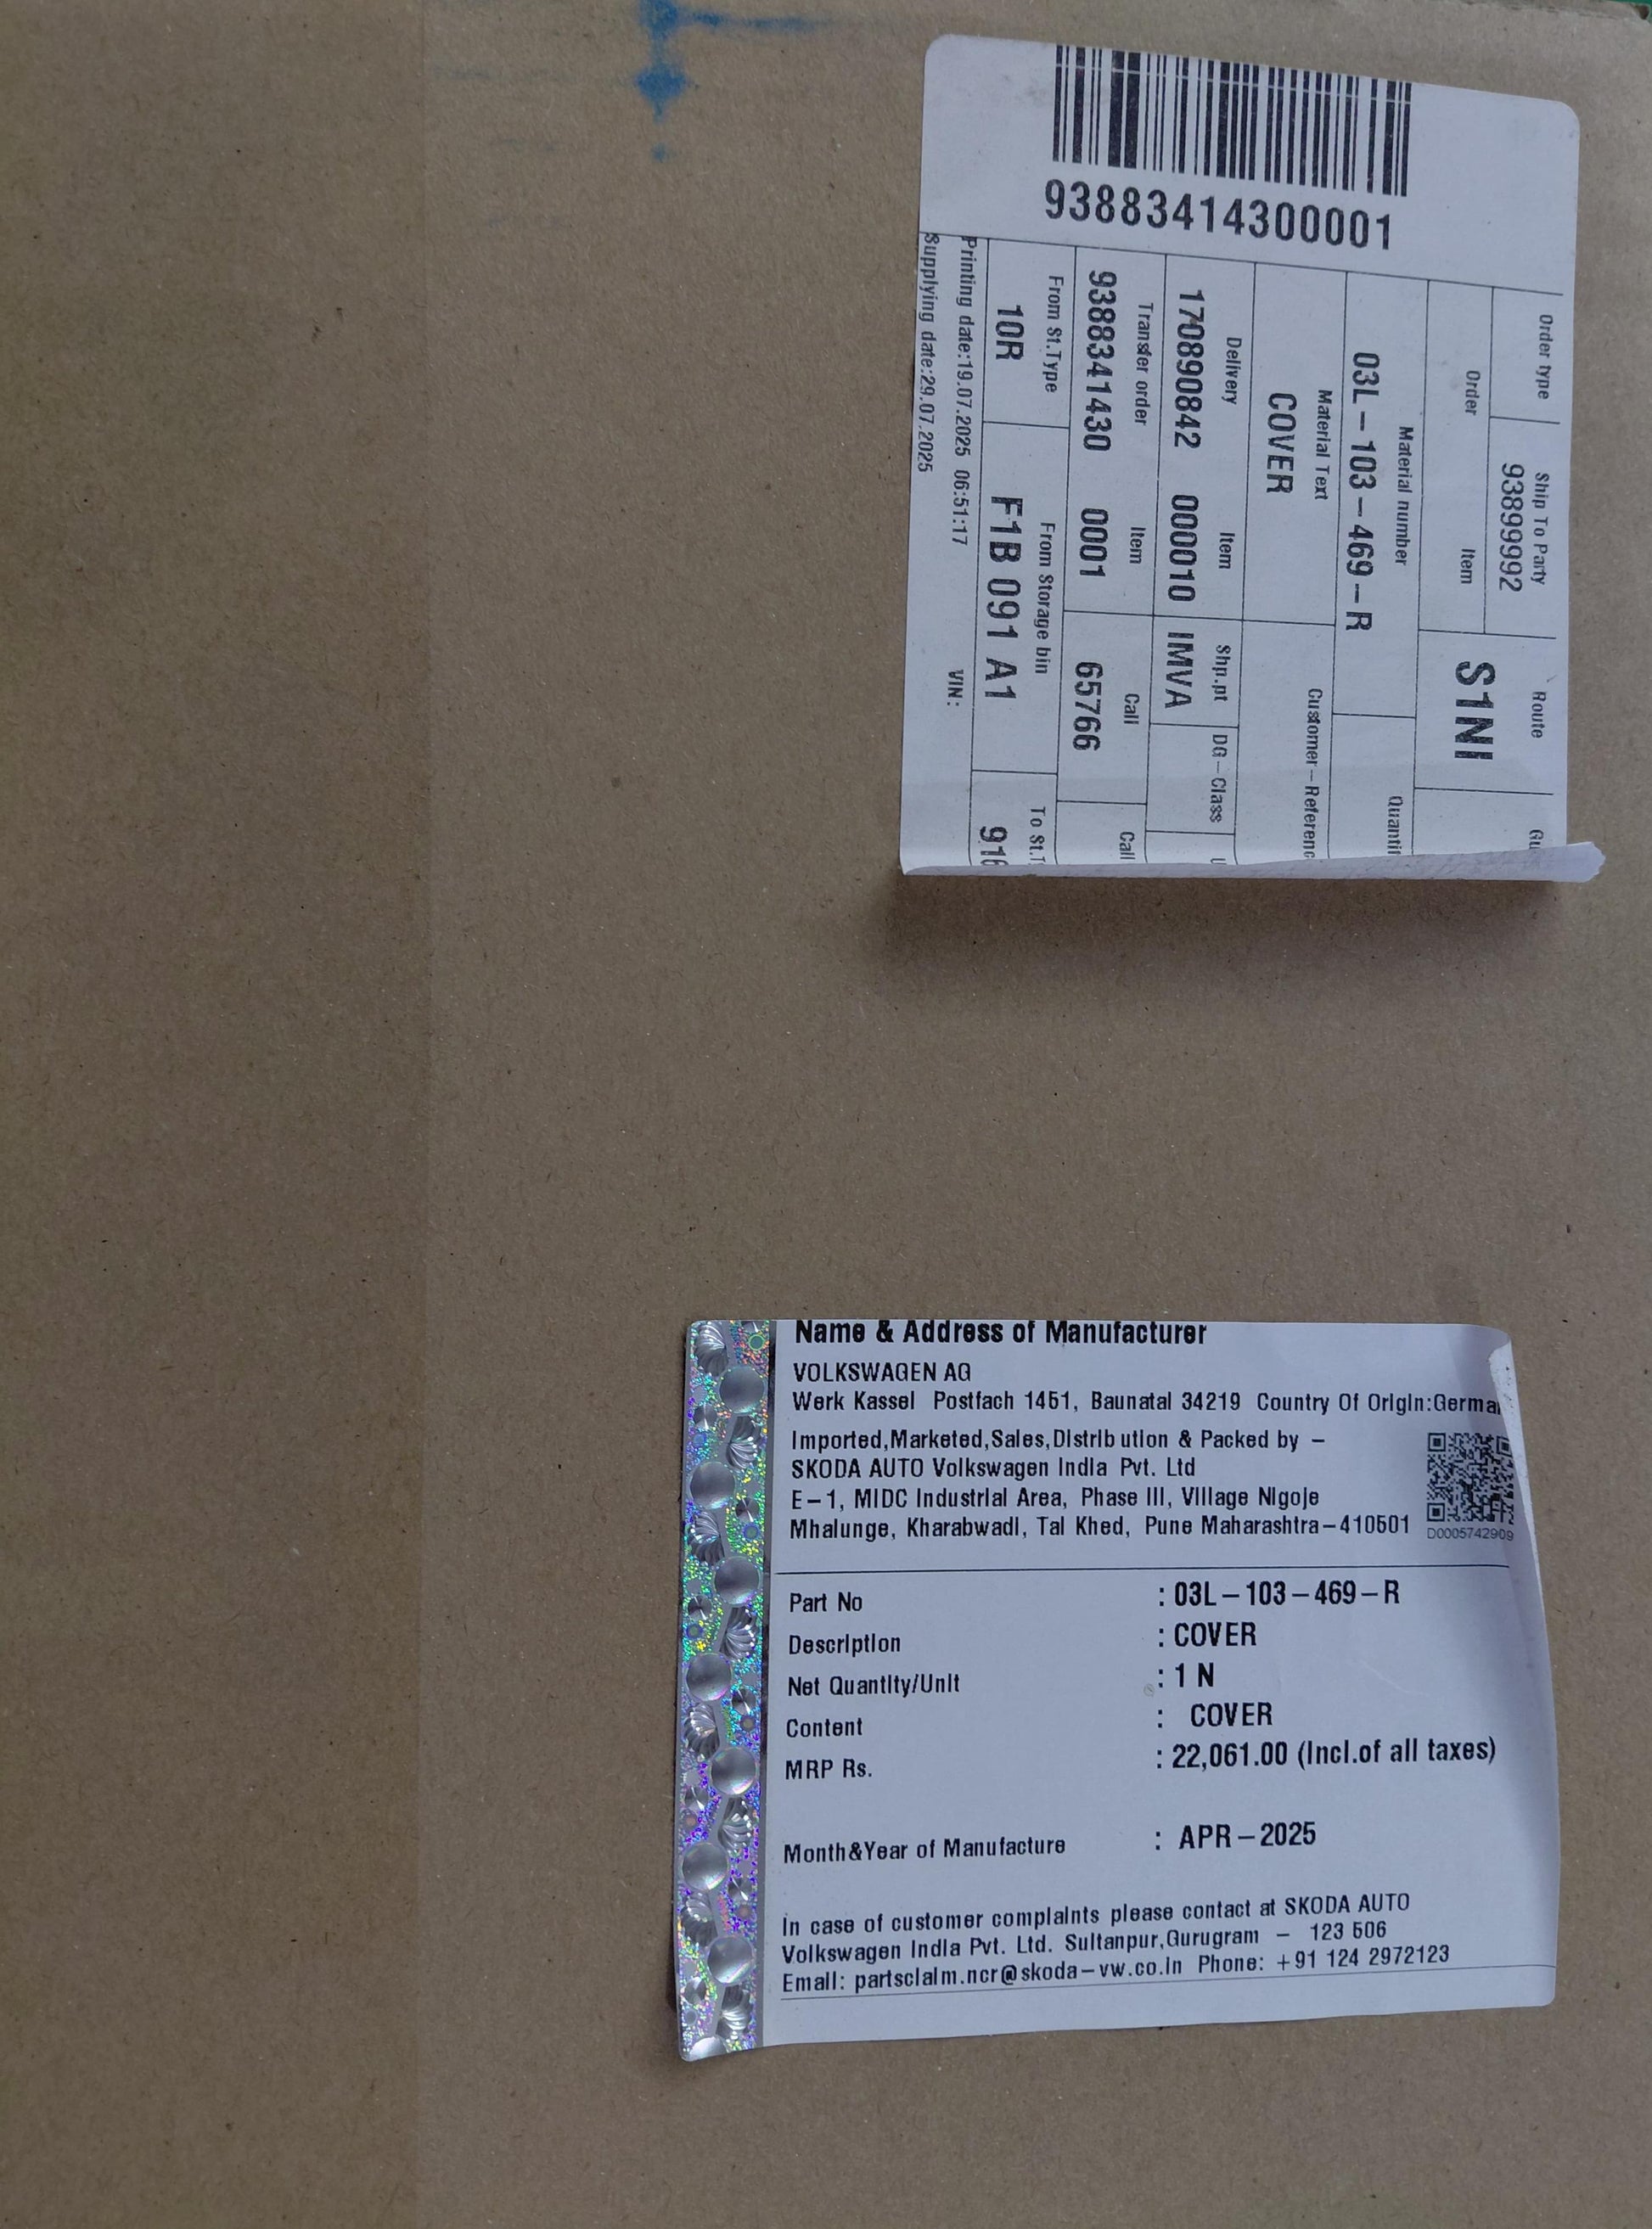 93883414300001
Order type Ship To Party Route
93899992 S1NI
Order Item
Material number
03L-103-469-R
Material Text
COVER
Delivery Item Shp.pt DG-Class
170890842 000010 IMVA
Transfer order Item Call Call
9388341430 0001 65766
From St.Type From Storage bin
10R F1B 091 A1
Printing date:19.07.2025 06:51:17 VIN:
Supplying date:29.07.2025
Name & Address of Manufacturer
VOLKSWAGEN AG
Werk Kassel Postfach 1451, Baunatal 34219 Country Of Origin:Germa
Imported,Marketed,Sales,Distrib ution & Packed by -
SKODA AUTO Volkswagen India Pvt. Ltd
E-1, MIDC Industrial Area, Phase III, Village Nigoje
Mhalunge, Kharabwadi, Tal Khed, Pune Maharashtra-410501
D0005742909
Part No : 03L-103-469-R
Description : COVER
Net Quantity/Unit : 1 N
Content : COVER
MRP Rs. : 22,061.00 (Incl.of all taxes)
Month&Year of Manufacture : APR-2025
In case of customer complaints please contact at SKODA AUTO
Volkswagen India Pvt. Ltd. Sultanpur,Gurugram - 123 506
Email: partsclaim.ncr@skoda-vw.co.in Phone: +91 124 2972123